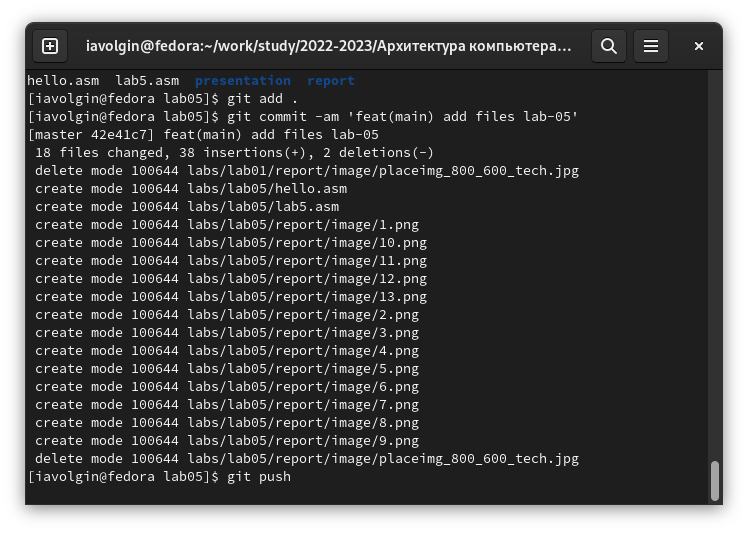 iavolgin@fedora:~/work/study/2022-2023/Архитектура компьютера...
hello.asm  lab5.asm  presentation  report
[iavolgin@fedora lab05]$ git add .
[iavolgin@fedora lab05]$ git commit -am 'feat(main) add files lab-05'
[master 42e41c7] feat(main) add files lab-05
 18 files changed, 38 insertions(+), 2 deletions(-)
 delete mode 100644 labs/lab01/report/image/placeimg_800_600_tech.jpg
 create mode 100644 labs/lab05/hello.asm
 create mode 100644 labs/lab05/lab5.asm
 create mode 100644 labs/lab05/report/image/1.png
 create mode 100644 labs/lab05/report/image/10.png
 create mode 100644 labs/lab05/report/image/11.png
 create mode 100644 labs/lab05/report/image/12.png
 create mode 100644 labs/lab05/report/image/13.png
 create mode 100644 labs/lab05/report/image/2.png
 create mode 100644 labs/lab05/report/image/3.png
 create mode 100644 labs/lab05/report/image/4.png
 create mode 100644 labs/lab05/report/image/5.png
 create mode 100644 labs/lab05/report/image/6.png
 create mode 100644 labs/lab05/report/image/7.png
 create mode 100644 labs/lab05/report/image/8.png
 create mode 100644 labs/lab05/report/image/9.png
 delete mode 100644 labs/lab05/report/image/placeimg_800_600_tech.jpg
[iavolgin@fedora lab05]$ git push